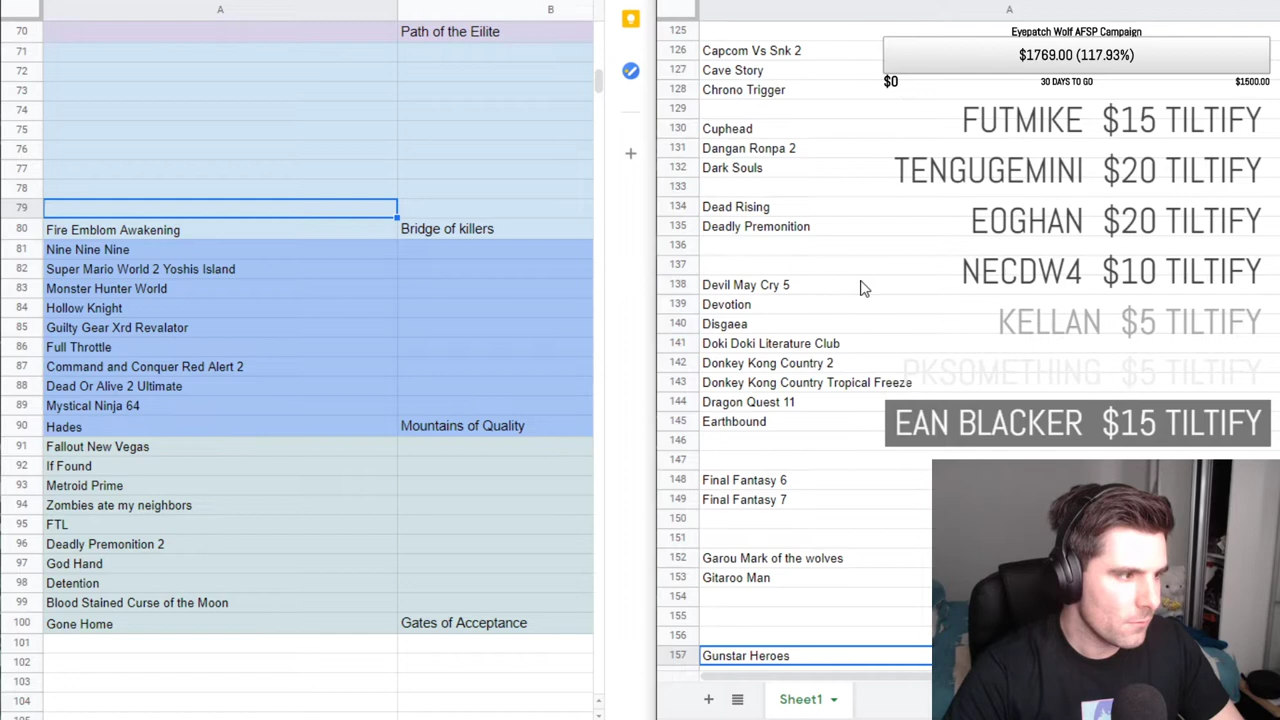 A
B
70 Path of the Eilite
71
72
73
74
75
76
77
78
79
80 Fire Emblom Awakening Bridge of killers
81 Nine Nine Nine
82 Super Mario World 2 Yoshis Island
83 Monster Hunter World
84 Hollow Knight
85 Guilty Gear Xrd Revalator
86 Full Throttle
87 Command and Conquer Red Alert 2
88 Dead Or Alive 2 Ultimate
89 Mystical Ninja 64
90 Hades Mountains of Quality
91 Fallout New Vegas
92 If Found
93 Metroid Prime
94 Zombies ate my neighbors
95 FTL
96 Deadly Premonition 2
97 God Hand
98 Detention
99 Blood Stained Curse of the Moon
100 Gone Home Gates of Acceptance
101
102
103
104
A
125
126 Capcom Vs Snk 2
127 Cave Story
128 Chrono Trigger
129
130 Cuphead
131 Dangan Ronpa 2
132 Dark Souls
133
134 Dead Rising
135 Deadly Premonition
136
137
138 Devil May Cry 5
139 Devotion
140 Disgaea
141 Doki Doki Literature Club
142 Donkey Kong Country 2
143 Donkey Kong Country Tropical Freeze
144 Dragon Quest 11
145 Earthbound
146
147
148 Final Fantasy 6
149 Final Fantasy 7
150
151
152 Garou Mark of the wolves
153 Gitaroo Man
154
155
156
157 Gunstar Heroes
Sheet1
Eyepatch Wolf AFSP Campaign
$1769.00 (117.93%)
$0 30 DAYS TO GO $1500.00
FUTMIKE $15 TILTIFY
TENGUGEMINI $20 TILTIFY
EOGHAN $20 TILTIFY
NECDW4 $10 TILTIFY
KELLAN $5 TILTIFY
PKSOMETHING $5 TILTIFY
EAN BLACKER $15 TILTIFY